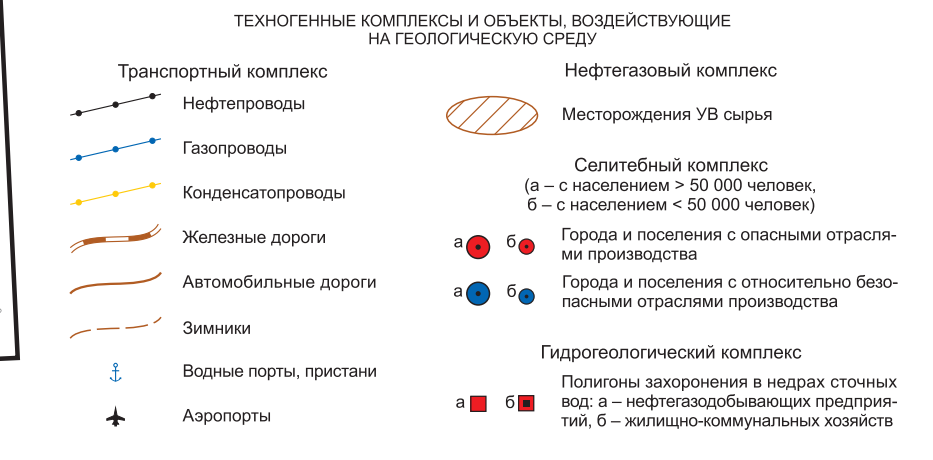 ТЕХНОГЕННЫЕ КОМПЛЕКСЫ И ОБЪЕКТЫ, ВОЗДЕЙСТВУЮЩИЕ
НА ГЕОЛОГИЧЕСКУЮ СРЕДУ
Транспортный комплекс
Нефтепроводы
Газопроводы
Конденсатопроводы
Железные дороги
Автомобильные дороги
Зимники
Водные порты, пристани
Аэропорты
Нефтегазовый комплекс
Месторождения УВ сырья
Селитебный комплекс
(а – с населением > 50 000 человек,
б – с населением < 50 000 человек)
а б Города и поселения с опасными отрасля-
ми производства
а б Города и поселения с относительно безо-
пасными отраслями производства
Гидрогеологический комплекс
Полигоны захоронения в недрах сточных
а б вод: а – нефтегазодобывающих предприя-
тий, б – жилищно-коммунальных хозяйств